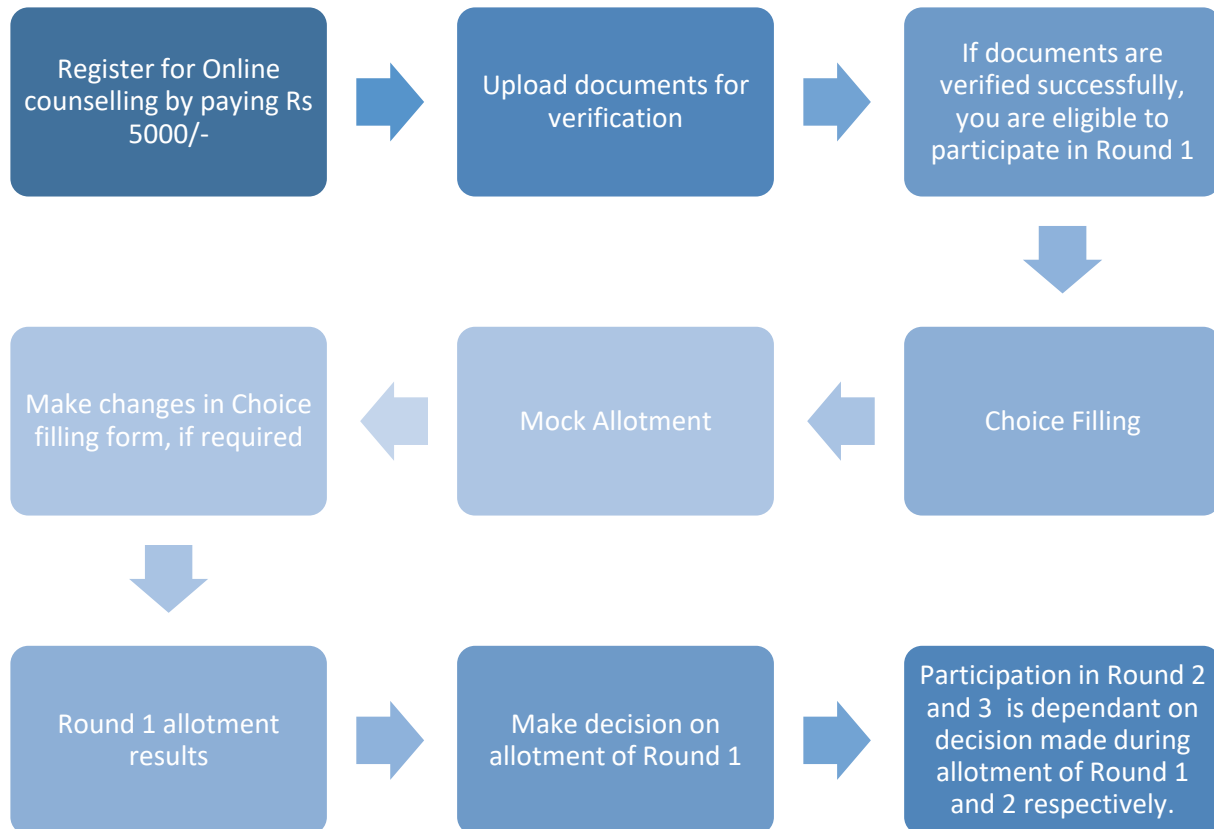 Register for Online
counselling by paying Rs
5000/-
Upload documents for
verification
If documents are
verified successfully,
you are eligible to
participate in Round 1
Choice Filling
Mock Allotment
Make changes in Choice
filling form, if required
Round 1 allotment
results
Make decision on
allotment of Round 1
Participation in Round 2
and 3 is dependant on
decision made during
allotment of Round 1
and 2 respectively.